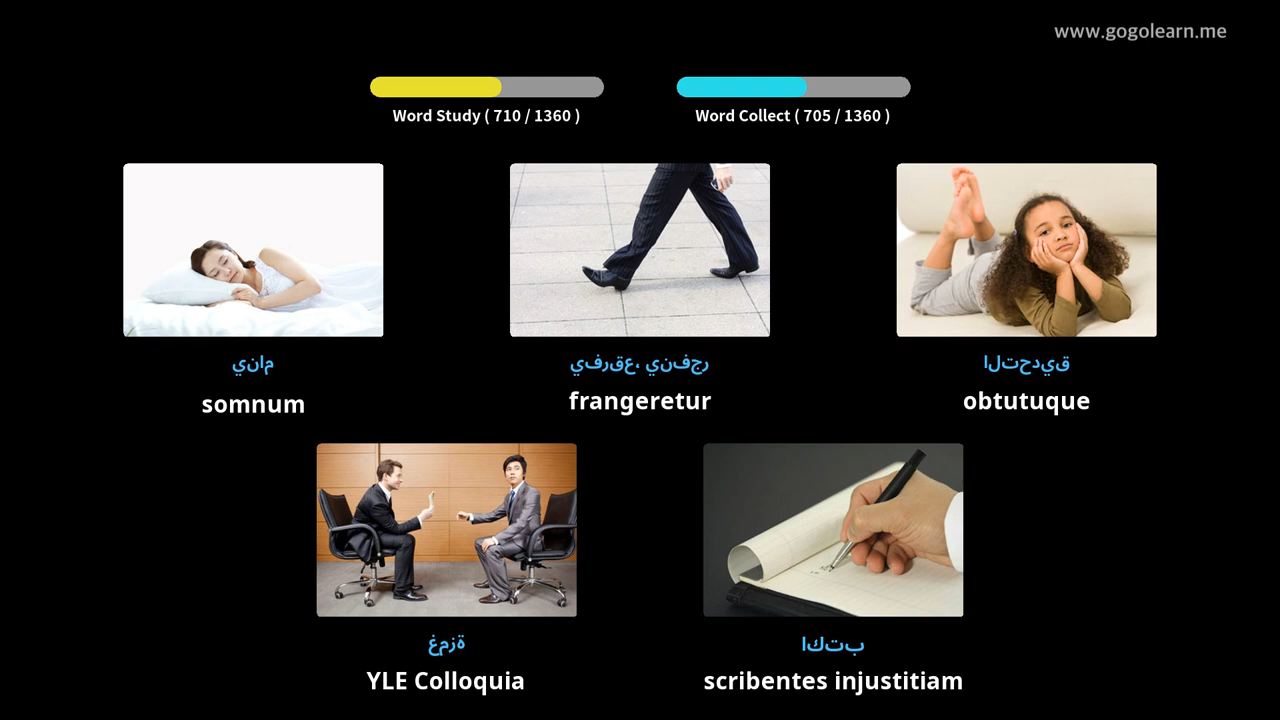 www.gogolearn.me
Word Study ( 710 / 1360 )
Word Collect ( 705 / 1360 )
ينام
يفرقع، ينفجر
التحديق
somnum
frangeretur
obtutuque
غمزة
اكتب
YLE Colloquia
scribentes injustitiam